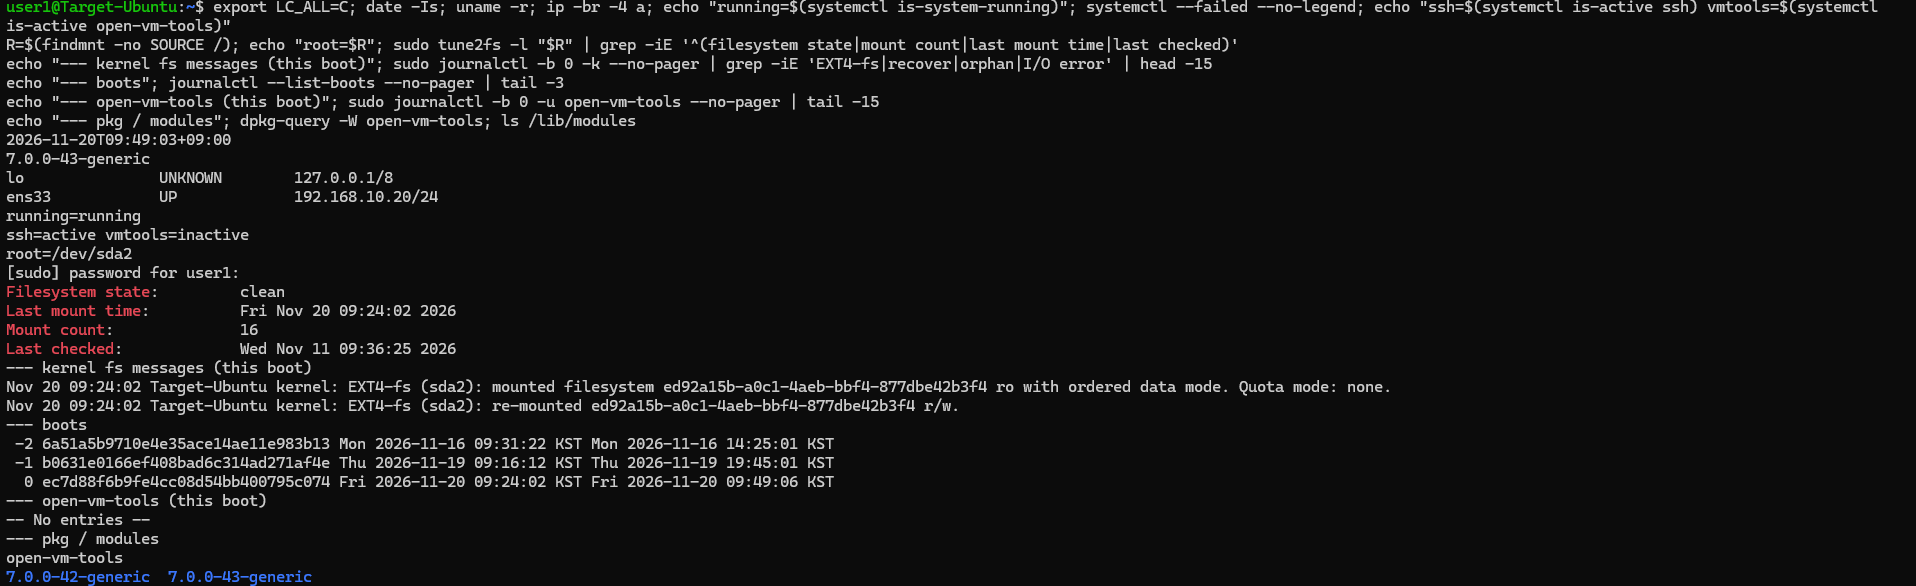 user1@Target-Ubuntu:~$ export LC_ALL=C; date -Is; uname -r; ip -br -4 a; echo "running=$(systemctl is-system-running)"; systemctl --failed --no-legend; echo "ssh=$(systemctl is-active ssh) vmtools=$(systemctl
is-active open-vm-tools)"
R=$(findmnt -no SOURCE /); echo "root=$R"; sudo tune2fs -l "$R" | grep -iE '^(filesystem state|mount count|last mount time|last checked)'
echo "--- kernel fs messages (this boot)"; sudo journalctl -b 0 -k --no-pager | grep -iE 'EXT4-fs|recover|orphan|I/O error' | head -15
echo "--- boots"; journalctl --list-boots --no-pager | tail -3
echo "--- open-vm-tools (this boot)"; sudo journalctl -b 0 -u open-vm-tools --no-pager | tail -15
echo "--- pkg / modules"; dpkg-query -W open-vm-tools; ls /lib/modules
2026-11-20T09:49:03+09:00
7.0.0-43-generic
lo               UNKNOWN        127.0.0.1/8
ens33            UP             192.168.10.20/24
running=running
ssh=active vmtools=inactive
root=/dev/sda2
[sudo] password for user1:
Filesystem state:         clean
Last mount time:          Fri Nov 20 09:24:02 2026
Mount count:              16
Last checked:             Wed Nov 11 09:36:25 2026
--- kernel fs messages (this boot)
Nov 20 09:24:02 Target-Ubuntu kernel: EXT4-fs (sda2): mounted filesystem ed92a15b-a0c1-4aeb-bbf4-877dbe42b3f4 ro with ordered data mode. Quota mode: none.
Nov 20 09:24:02 Target-Ubuntu kernel: EXT4-fs (sda2): re-mounted ed92a15b-a0c1-4aeb-bbf4-877dbe42b3f4 r/w.
--- boots
 -2 6a51a5b9710e4e35ace14ae11e983b13 Mon 2026-11-16 09:31:22 KST Mon 2026-11-16 14:25:01 KST
 -1 b0631e0166ef408bad6c314ad271af4e Thu 2026-11-19 09:16:12 KST Thu 2026-11-19 19:45:01 KST
  0 ec7d88f6b9fe4cc08d54bb400795c074 Fri 2026-11-20 09:24:02 KST Fri 2026-11-20 09:49:06 KST
--- open-vm-tools (this boot)
-- No entries --
--- pkg / modules
open-vm-tools
7.0.0-42-generic  7.0.0-43-generic